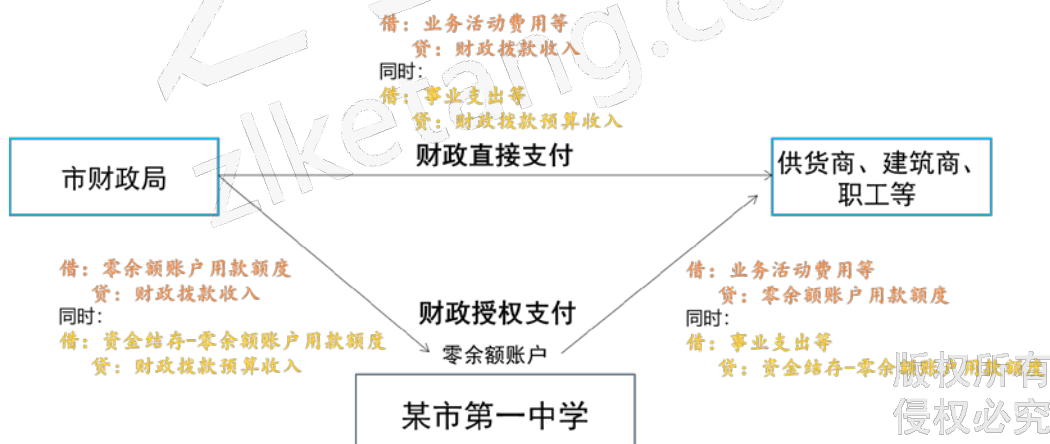 借：业务活动费用等
贷：财政拨款收入
同时：
借：事业支出等
贷：财政拨款预算收入
财政直接支付
市财政局
供货商、建筑商、
职工等
借：零余额账户用款额度
贷：财政拨款收入
同时：
借：资金结存-零余额账户用款额度
贷：财政拨款预算收入
财政授权支付
零余额账户
某市第一中学
借：业务活动费用等
贷：零余额账户用款额度
同时：
借：事业支出等
贷：资金结存-零余额账户用款额度
zlketang.co
版权所有
侵权必究